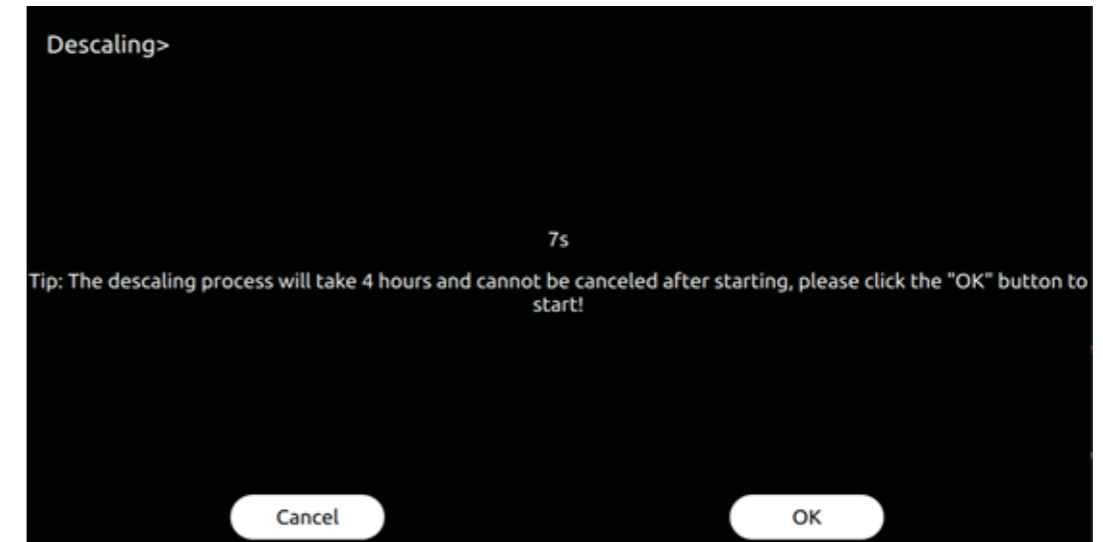 Descaling>
7s
Tip: The descaling process will take 4 hours and cannot be canceled after starting, please click the "OK" button to
start!
Cancel
OK